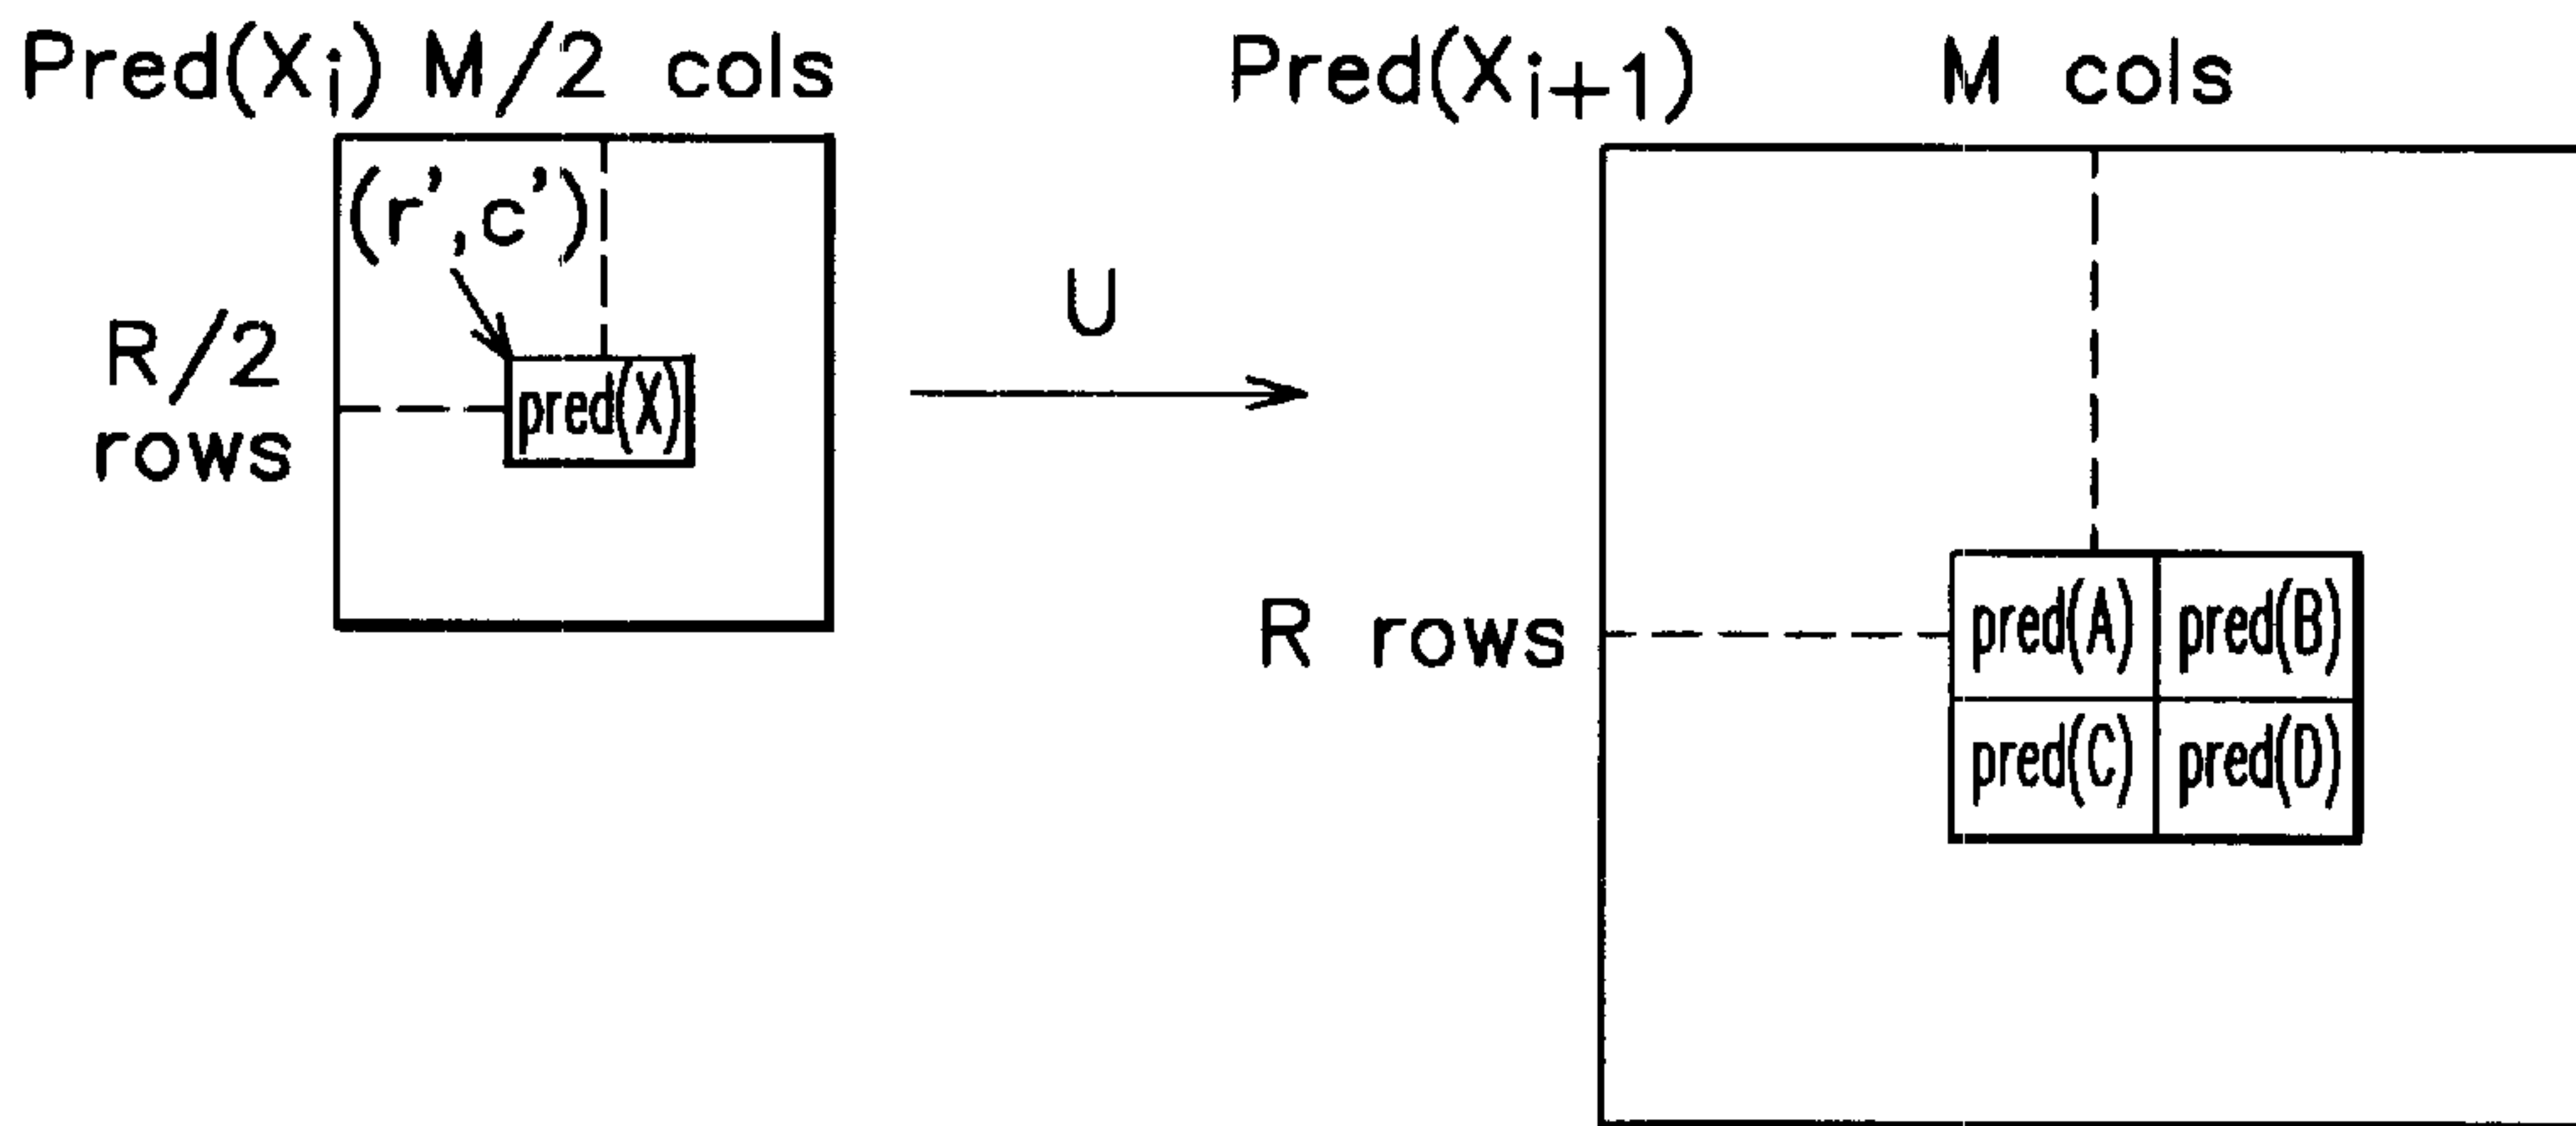 Pred(Xi) M/2 cols
(r',c')
R/2
rows
pred(X)
U
Pred(Xi+1) M cols
R rows
pred(A) pred(B)
pred(C) pred(D)